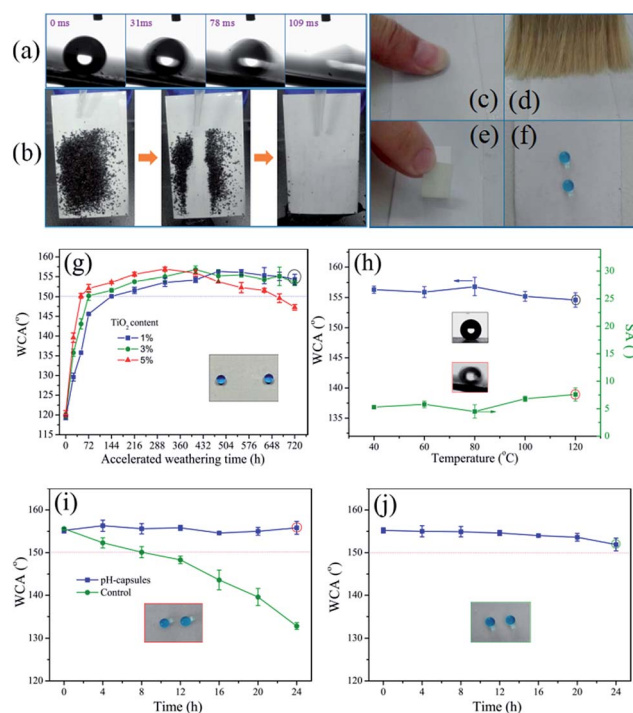 (a)
0 ms
31ms
78 ms
109 ms
(b)
(c)
(d)
(e)
(f)
(g)
WCA(°)
160
155
150
145
140
135
130
125
120
115
TiO2 content
1%
3%
5%
0 72 144 216 288 360 432 504 576 648 720
Accelerated weathering time (h)
(h)
WCA (°)
160
155
150
145
140
135
SA (°)
30
25
20
15
10
5
0
40 60 80 100 120
Temperature (°C)
(i)
WCA (°)
160
150
140
130
120
pH-capsules
Control
0 4 8 12 16 20 24
Time (h)
(j)
WCA (°)
160
150
140
130
120
0 4 8 12 16 20 24
Time (h)